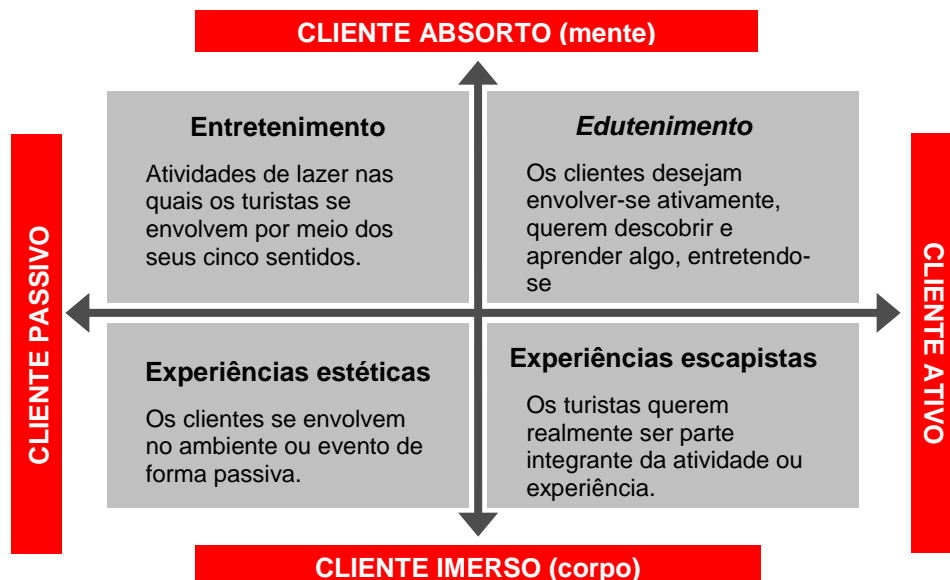 CLIENTE ABSORTO (mente)
Entretenimento
Atividades de lazer nas
quais os turistas se
envolvem por meio dos
seus cinco sentidos.
Edutenimento
Os clientes desejam
envolver-se ativamente,
querem descobrir e
aprender algo, entretendo-
se
CLIENTE PASSIVO
CLIENTE ATIVO
Experiências estéticas
Os clientes se envolvem
no ambiente ou evento de
forma passiva.
Experiências escapistas
Os turistas querem
realmente ser parte
integrante da atividade ou
experiência.
CLIENTE IMERSO (corpo)